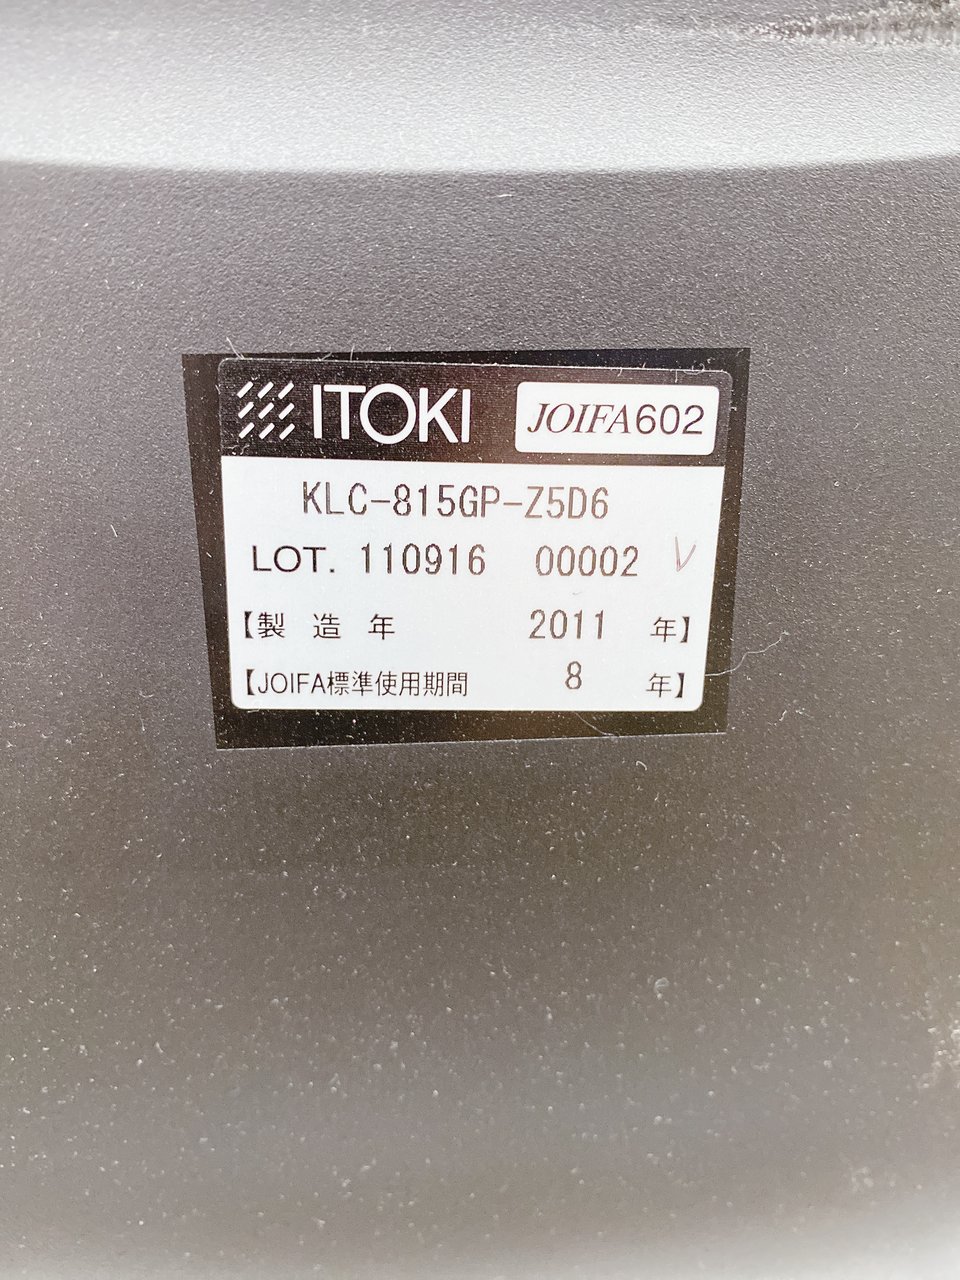 ITOKI JOIFA602
KLC-815GP-Z5D6
LOT. 110916 00002 V
【製 造 年 2011 年】
【JOIFA標準使用期間 8 年】